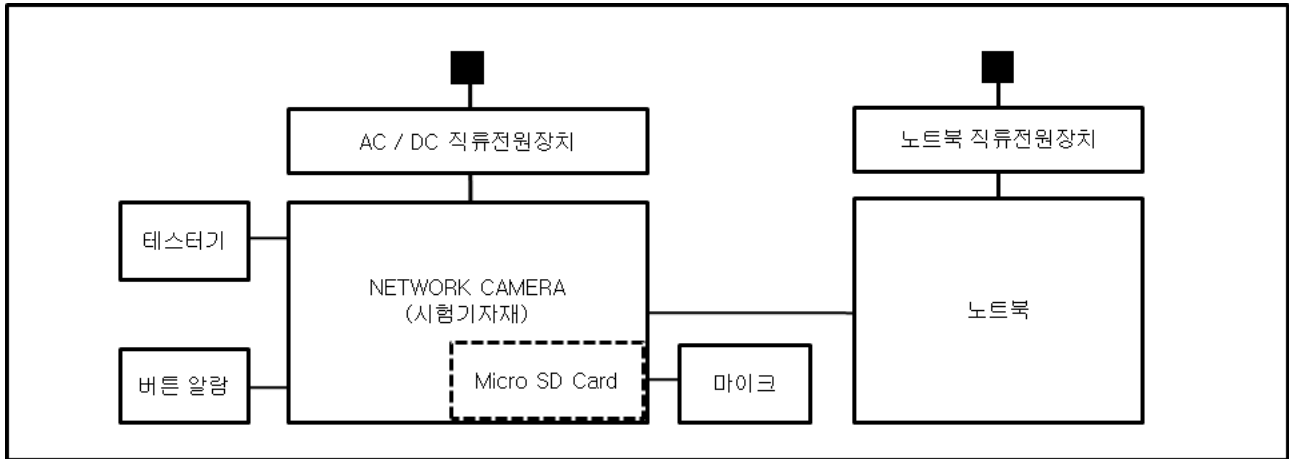 AC / DC 직류전원장치
노트북 직류전원장치
테스터기
NETWORK CAMERA
(시험기자재)
노트북
버튼 알람
Micro SD Card
마이크